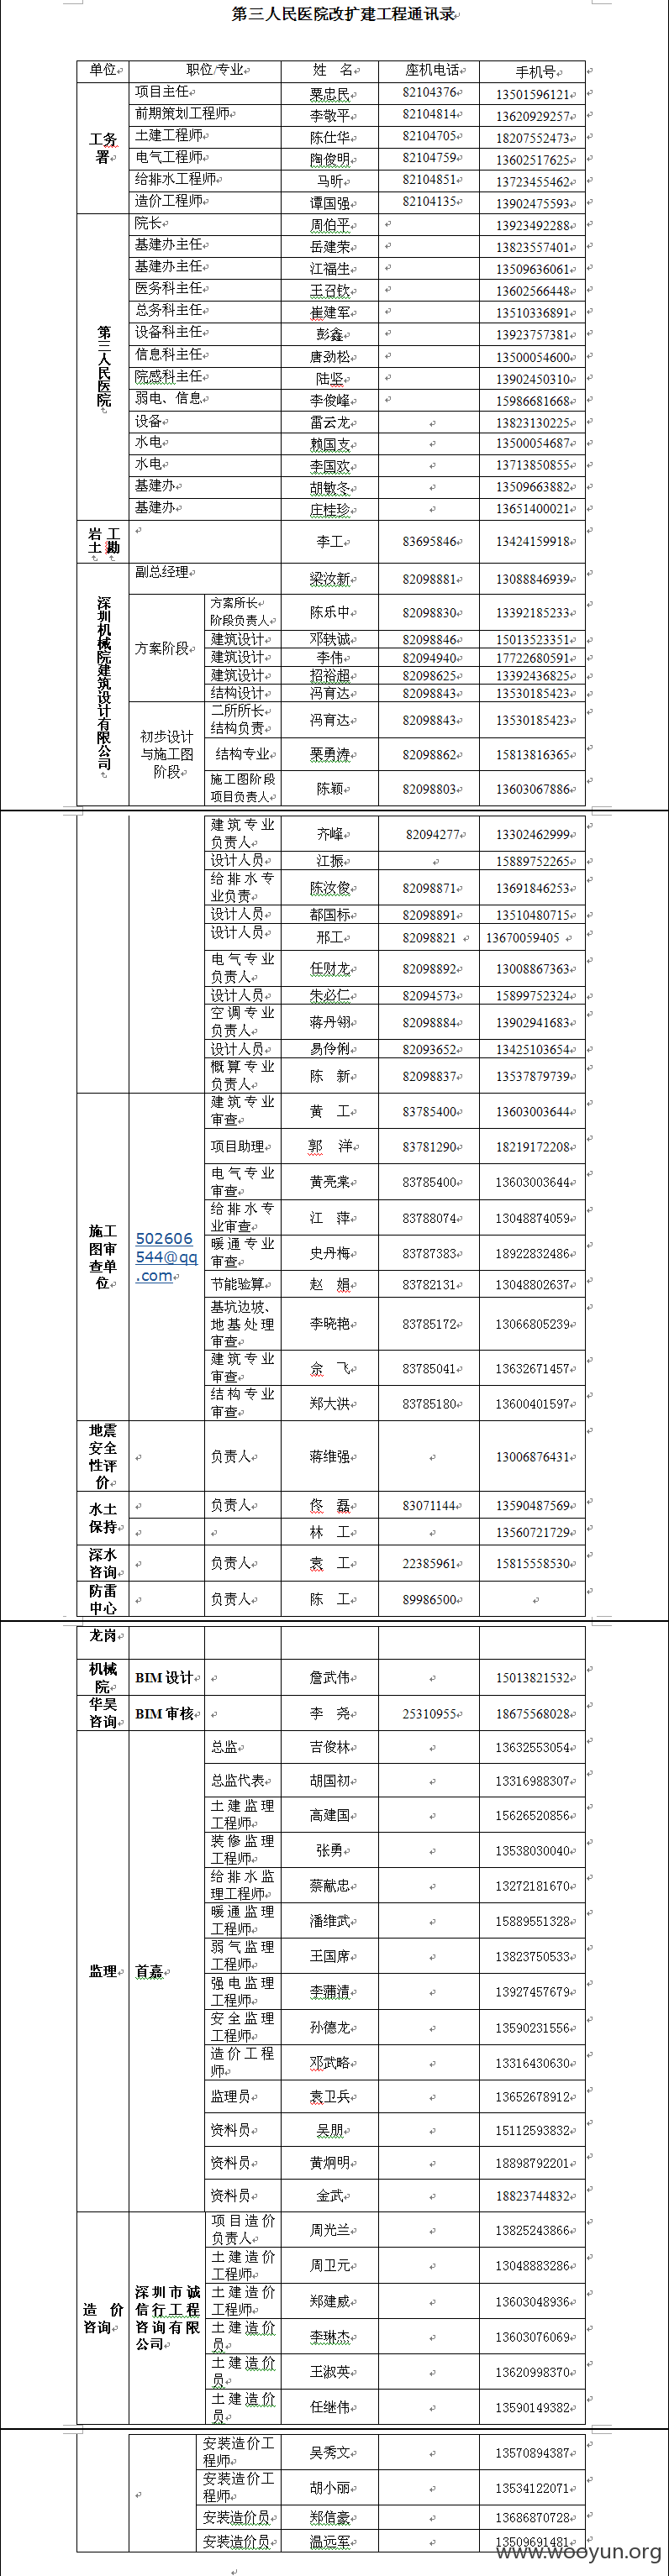 第三人民医院改扩建工程通讯录
单位 职位/专业 姓 名 座机电话 手机号
工务署
项目主任 粟忠民 82104376 13501596121
前期策划工程师 李敬平 82104814 13620929257
土建工程师 陈仕华 82104705 18207552473
电气工程师 陶俊明 82104759 13602517625
给排水工程师 马昕 82104851 13723455462
造价工程师 谭国强 82104135 13902475593
第三人民医院
院长 周伯平 13923492288
基建办主任 岳建荣 13823557401
基建办主任 江福生 13509636061
医务科主任 王召钦 13602566448
总务科主任 崔建军 13510336891
设备科主任 彭鑫 13923757381
信息科主任 唐劲松 13500054600
院感科主任 陆坚 13902450310
弱电、信息 李俊峰 15986681668
设备 雷云龙 13823130225
水电 赖国支 13500054687
水电 李国欢 13713850855
基建办 胡敏冬 13509663882
基建办 庄桂珍 13651400021
岩土工勘 李工 83695846 13424159918
深圳机械院建筑设计有限公司
副总经理 梁汝新 82098881 13088846939
方案阶段
方案所长
阶段负责人 陈乐中 82098830 13392185233
建筑设计 邓轶诚 82098846 15013523351
建筑设计 李伟 82094940 17722680591
建筑设计 招裕超 82098625 13392436825
结构设计 冯育达 82098843 13530185423
初步设计与施工图阶段
二所所长
结构负责 冯育达 82098843 13530185423
结构专业 栗勇涛 82098862 15813816365
施工图阶段
项目负责人 陈颖 82098803 13603067886
建筑专业
负责人 齐峰 82094277 13302462999
设计人员 江振 15889752265
给排水专
业负责 陈汝俊 82098871 13691846253
设计人员 都国标 82098891 13510480715
设计人员 邢工 82098821 13670059405
电气专业
负责人 任财龙 82098892 13008867363
设计人员 朱必仁 82094573 15899752324
空调专业
负责人 蒋丹翎 82098884 13902941683
设计人员 易伶俐 82093652 13425103654
概算专业
负责人 陈 新 82098837 13537879739
施工图审查单位
502606
544@qq
.com
建筑专业
审查 黄 工 83785400 13603003644
项目助理 郭 洋 83781290 18219172208
电气专业
审查 黄亮棠 83785400 13603003644
给排水专
业审查 江 萍 83788074 13048874059
暖通专业
审查 史丹梅 83787383 18922832486
节能验算 赵 娟 83782131 13048802637
基坑边坡、
地基处理
审查 李晓艳 83785172 13066805239
建筑专业
审查 佘 飞 83785041 13632671457
结构专业
审查 郑大洪 83785180 13600401597
地震安全性评价 负责人 蒋维强 13006876431
水土保持 负责人 佟 磊 83071144 13590487569
林 工 13560721729
深水咨询 负责人 袁 工 22385961 15815558530
防雷中心 负责人 陈 工 89986500
龙岗
机械院 BIM 设计 詹武伟 15013821532
华昊咨询 BIM 审核 李 尧 25310955 18675568028
监理 首嘉
总监 吉俊林 13632553054
总监代表 胡国初 13316988307
土建监理
工程师 高建国 15626520856
装修监理
工程师 张勇 13538030040
给排水监
理工程师 蔡献忠 13272181670
暖通监理
工程师 潘维武 15889551328
弱气监理
工程师 王国席 13823750533
强电监理
工程师 李蒲清 13927457679
安全监理
工程师 孙德龙 13590231556
造价工程
师 邓武略 13316430630
监理员 袁卫兵 13652678912
资料员 吴朋 15112593832
资料员 黄炯明 18898792201
资料员 金武 18823744832
造价咨询 深圳市诚信行工程咨询有限公司
项目造价
负责人 周光兰 13825243866
土建造价
工程师 周卫元 13048883286
土建造价
工程师 郑建威 13603048936
土建造价
员 李琳杰 13603076069
土建造价
员 王淑英 13620998370
土建造价
员 任继伟 13590149382
安装造价工
程师 吴秀文 13570894387
安装造价工
程师 胡小丽 13534122071
安装造价员 郑信豪 13686870728
安装造价员 温远军 13509691481
www.wooyun.org